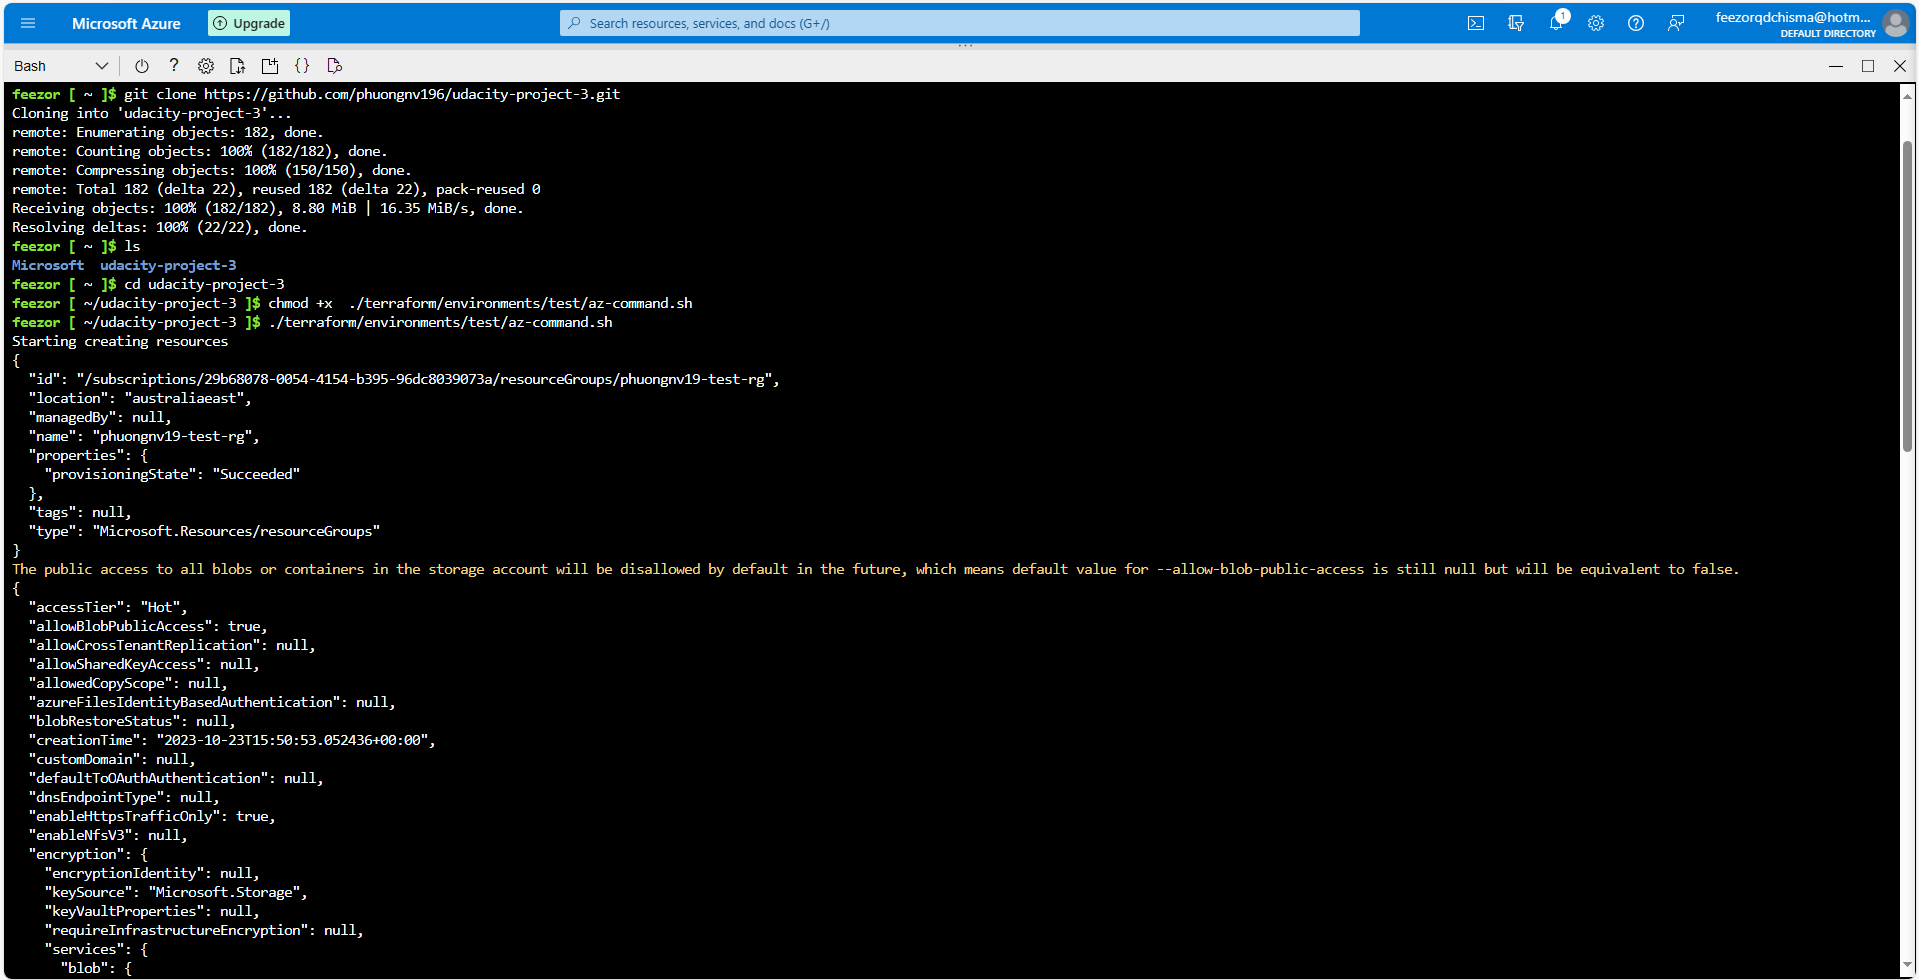 Microsoft Azure
Upgrade
Search resources, services, and docs (G+/)
1
feezorqdchisma@hotm...
DEFAULT DIRECTORY
Bash
feezor [ ~ ]$ git clone https://github.com/phuongnv196/udacity-project-3.git
Cloning into 'udacity-project-3'...
remote: Enumerating objects: 182, done.
remote: Counting objects: 100% (182/182), done.
remote: Compressing objects: 100% (150/150), done.
remote: Total 182 (delta 22), reused 182 (delta 22), pack-reused 0
Receiving objects: 100% (182/182), 8.80 MiB | 16.35 MiB/s, done.
Resolving deltas: 100% (22/22), done.
feezor [ ~ ]$ ls
Microsoft  udacity-project-3
feezor [ ~ ]$ cd udacity-project-3
feezor [ ~/udacity-project-3 ]$ chmod +x  ./terraform/environments/test/az-command.sh
feezor [ ~/udacity-project-3 ]$ ./terraform/environments/test/az-command.sh
Starting creating resources
{
  "id": "/subscriptions/29b68078-0054-4154-b395-96dc8039073a/resourceGroups/phuongnv19-test-rg",
  "location": "australiaeast",
  "managedBy": null,
  "name": "phuongnv19-test-rg",
  "properties": {
    "provisioningState": "Succeeded"
  },
  "tags": null,
  "type": "Microsoft.Resources/resourceGroups"
}
The public access to all blobs or containers in the storage account will be disallowed by default in the future, which means default value for --allow-blob-public-access is still null but will be equivalent to false.
{
  "accessTier": "Hot",
  "allowBlobPublicAccess": true,
  "allowCrossTenantReplication": null,
  "allowSharedKeyAccess": null,
  "allowedCopyScope": null,
  "azureFilesIdentityBasedAuthentication": null,
  "blobRestoreStatus": null,
  "creationTime": "2023-10-23T15:50:53.052436+00:00",
  "customDomain": null,
  "defaultToOAuthAuthentication": null,
  "dnsEndpointType": null,
  "enableHttpsTrafficOnly": true,
  "enableNfsV3": null,
  "encryption": {
    "encryptionIdentity": null,
    "keySource": "Microsoft.Storage",
    "keyVaultProperties": null,
    "requireInfrastructureEncryption": null,
    "services": {
      "blob": {